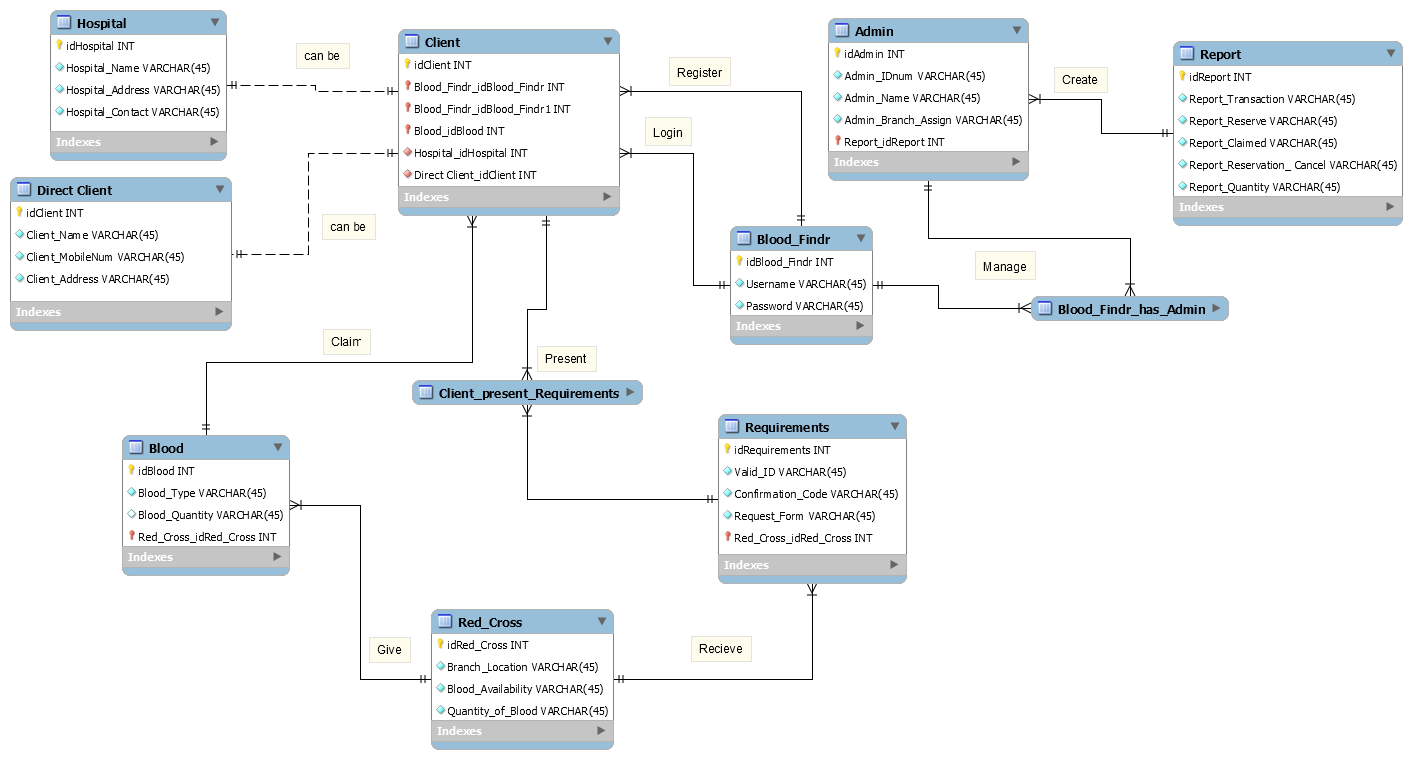 Hospital
idHospital INT
Hospital_Name VARCHAR(45)
Hospital_Address VARCHAR(45)
Hospital_Contact VARCHAR(45)
Indexes
can be
Client
idClient INT
Blood_Findr_idBlood_Findr INT
Blood_Findr_idBlood_Findr1 INT
Blood_idBlood INT
Hospital_idHospital INT
Direct Client_idClient INT
Indexes
Register
Login
Admin
idAdmin INT
Admin_IDnum VARCHAR(45)
Admin_Name VARCHAR(45)
Admin_Branch_Assign VARCHAR(45)
Report_idReport INT
Indexes
Create
Report
idReport INT
Report_Transaction VARCHAR(45)
Report_Reserve VARCHAR(45)
Report_Claimed VARCHAR(45)
Report_Reservation_ Cancel VARCHAR(45)
Report_Quantity VARCHAR(45)
Indexes
Direct Client
idClient INT
Client_Name VARCHAR(45)
Client_MobileNum VARCHAR(45)
Client_Address VARCHAR(45)
Indexes
can be
Blood_Findr
idBlood_Findr INT
Username VARCHAR(45)
Password VARCHAR(45)
Indexes
Manage
Blood_Findr_has_Admin
Claim
Present
Client_present_Requirements
Blood
idBlood INT
Blood_Type VARCHAR(45)
Blood_Quantity VARCHAR(45)
Red_Cross_idRed_Cross INT
Indexes
Requirements
idRequirements INT
Valid_ID VARCHAR(45)
Confirmation_Code VARCHAR(45)
Request_Form VARCHAR(45)
Red_Cross_idRed_Cross INT
Indexes
Give
Red_Cross
idRed_Cross INT
Branch_Location VARCHAR(45)
Blood_Availability VARCHAR(45)
Quantity_of_Blood VARCHAR(45)
Indexes
Recieve